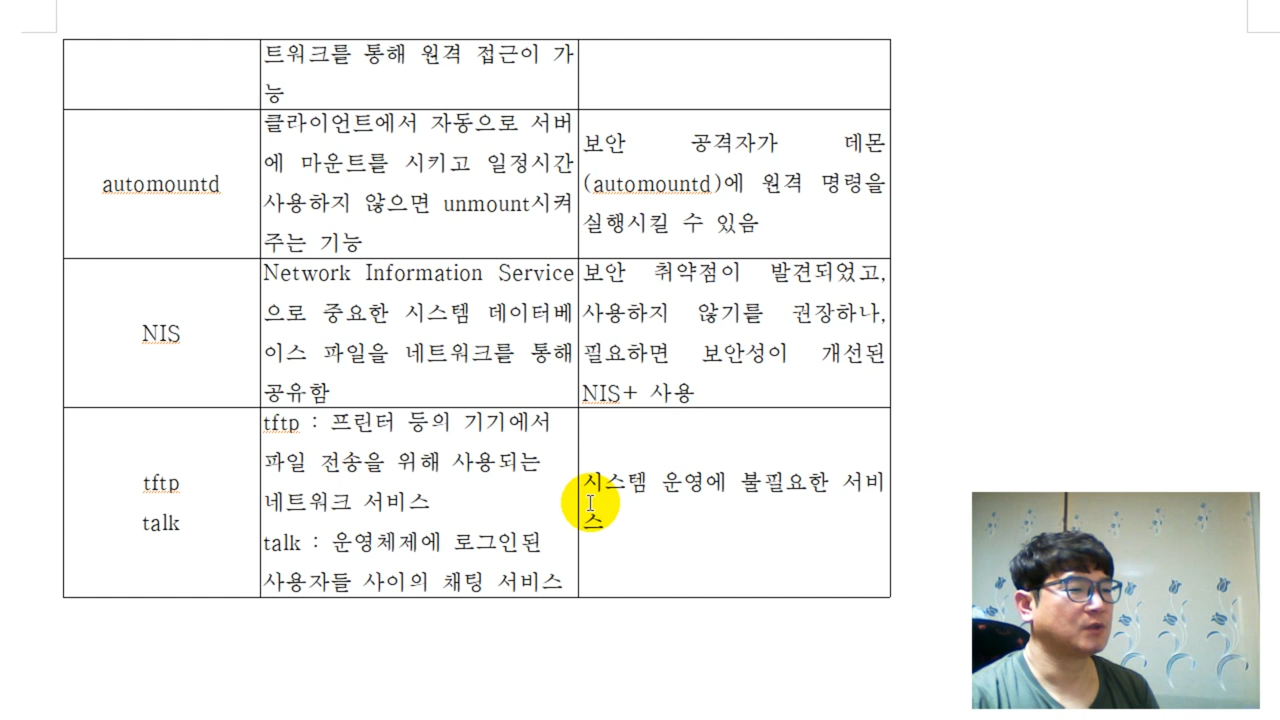 트워크를 통해 원격 접근이 가
능
automountd
클라이언트에서 자동으로 서버
에 마운트를 시키고 일정시간
사용하지 않으면 unmount시켜
주는 기능
보안 공격자가 데몬
(automountd)에 원격 명령을
실행시킬 수 있음
NIS
Network Information Service
으로 중요한 시스템 데이터베
이스 파일을 네트워크를 통해
공유함
보안 취약점이 발견되었고,
사용하지 않기를 권장하나,
필요하면 보안성이 개선된
NIS+ 사용
tftp
talk
tftp : 프린터 등의 기기에서
파일 전송을 위해 사용되는
네트워크 서비스
talk : 운영체제에 로그인된
사용자들 사이의 채팅 서비스
시스템 운영에 불필요한 서비
스